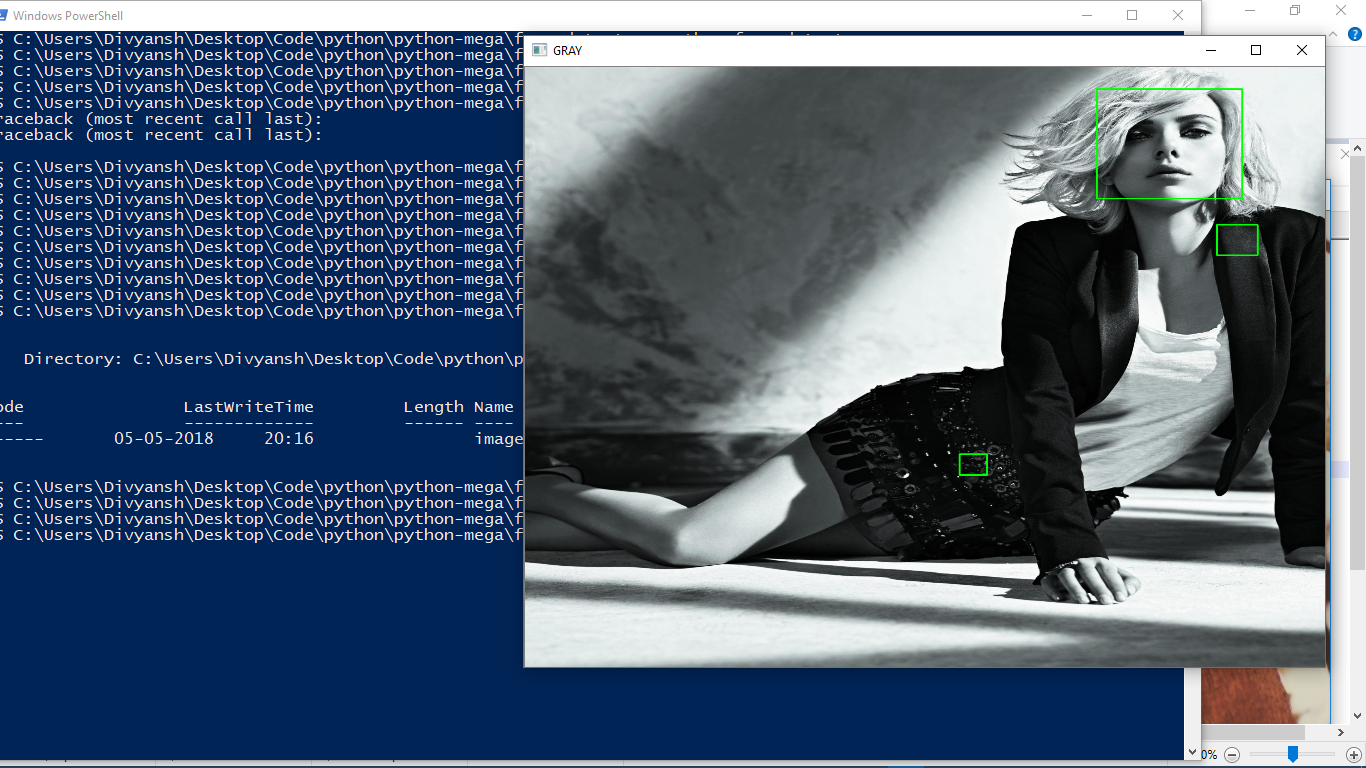 Windows PowerShell
GRAY
S C:\Users\Divyansh\Desktop\Code\python\python-mega\f
S C:\Users\Divyansh\Desktop\Code\python\python-mega\f
S C:\Users\Divyansh\Desktop\Code\python\python-mega\f
S C:\Users\Divyansh\Desktop\Code\python\python-mega\f
S C:\Users\Divyansh\Desktop\Code\python\python-mega\f
raceback (most recent call last):
raceback (most recent call last):
S C:\Users\Divyansh\Desktop\Code\python\python-mega\f
S C:\Users\Divyansh\Desktop\Code\python\python-mega\f
S C:\Users\Divyansh\Desktop\Code\python\python-mega\f
S C:\Users\Divyansh\Desktop\Code\python\python-mega\f
S C:\Users\Divyansh\Desktop\Code\python\python-mega\f
S C:\Users\Divyansh\Desktop\Code\python\python-mega\f
S C:\Users\Divyansh\Desktop\Code\python\python-mega\f
S C:\Users\Divyansh\Desktop\Code\python\python-mega\f
S C:\Users\Divyansh\Desktop\Code\python\python-mega\f
S C:\Users\Divyansh\Desktop\Code\python\python-mega\f
Directory: C:\Users\Divyansh\Desktop\Code\python\p
ode LastWriteTime Length Name
---- ------------- ------ ----
------ 05-05-2018 20:16 image
S C:\Users\Divyansh\Desktop\Code\python\python-mega\f
S C:\Users\Divyansh\Desktop\Code\python\python-mega\f
S C:\Users\Divyansh\Desktop\Code\python\python-mega\f
S C:\Users\Divyansh\Desktop\Code\python\python-mega\f
0%